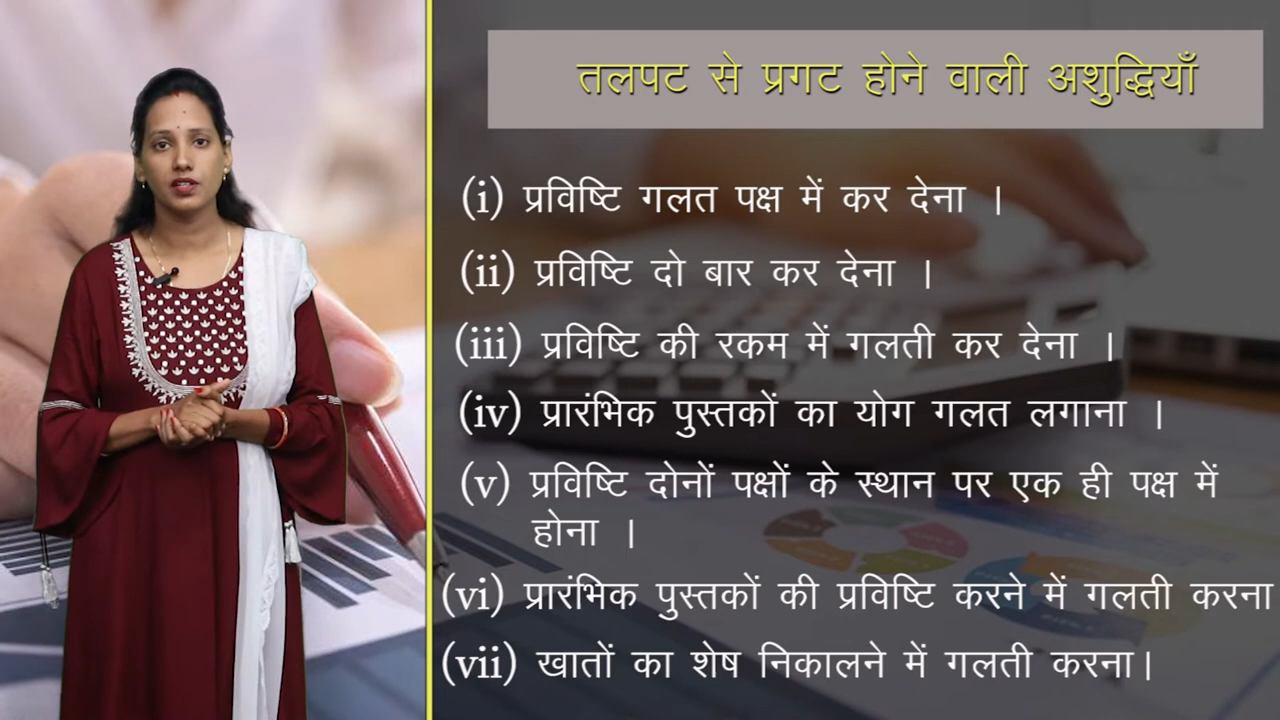 तलपट से प्रगट होने वाली अशुद्धियाँ
(i) प्रविष्टि गलत पक्ष में कर देना ।
(ii) प्रविष्टि दो बार कर देना ।
(iii) प्रविष्टि की रकम में गलती कर देना ।
(iv) प्रारंभिक पुस्तकों का योग गलत लगाना ।
(v) प्रविष्टि दोनों पक्षों के स्थान पर एक ही पक्ष में
होना ।
(vi) प्रारंभिक पुस्तकों की प्रविष्टि करने में गलती करना
(vii) खातों का शेष निकालने में गलती करना।